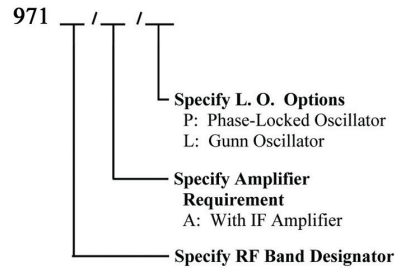 971 __ / __ / __
Specify L. O. Options
P: Phase-Locked Oscillator
L: Gunn Oscillator
Specify Amplifier
Requirement
A: With IF Amplifier
Specify RF Band Designator